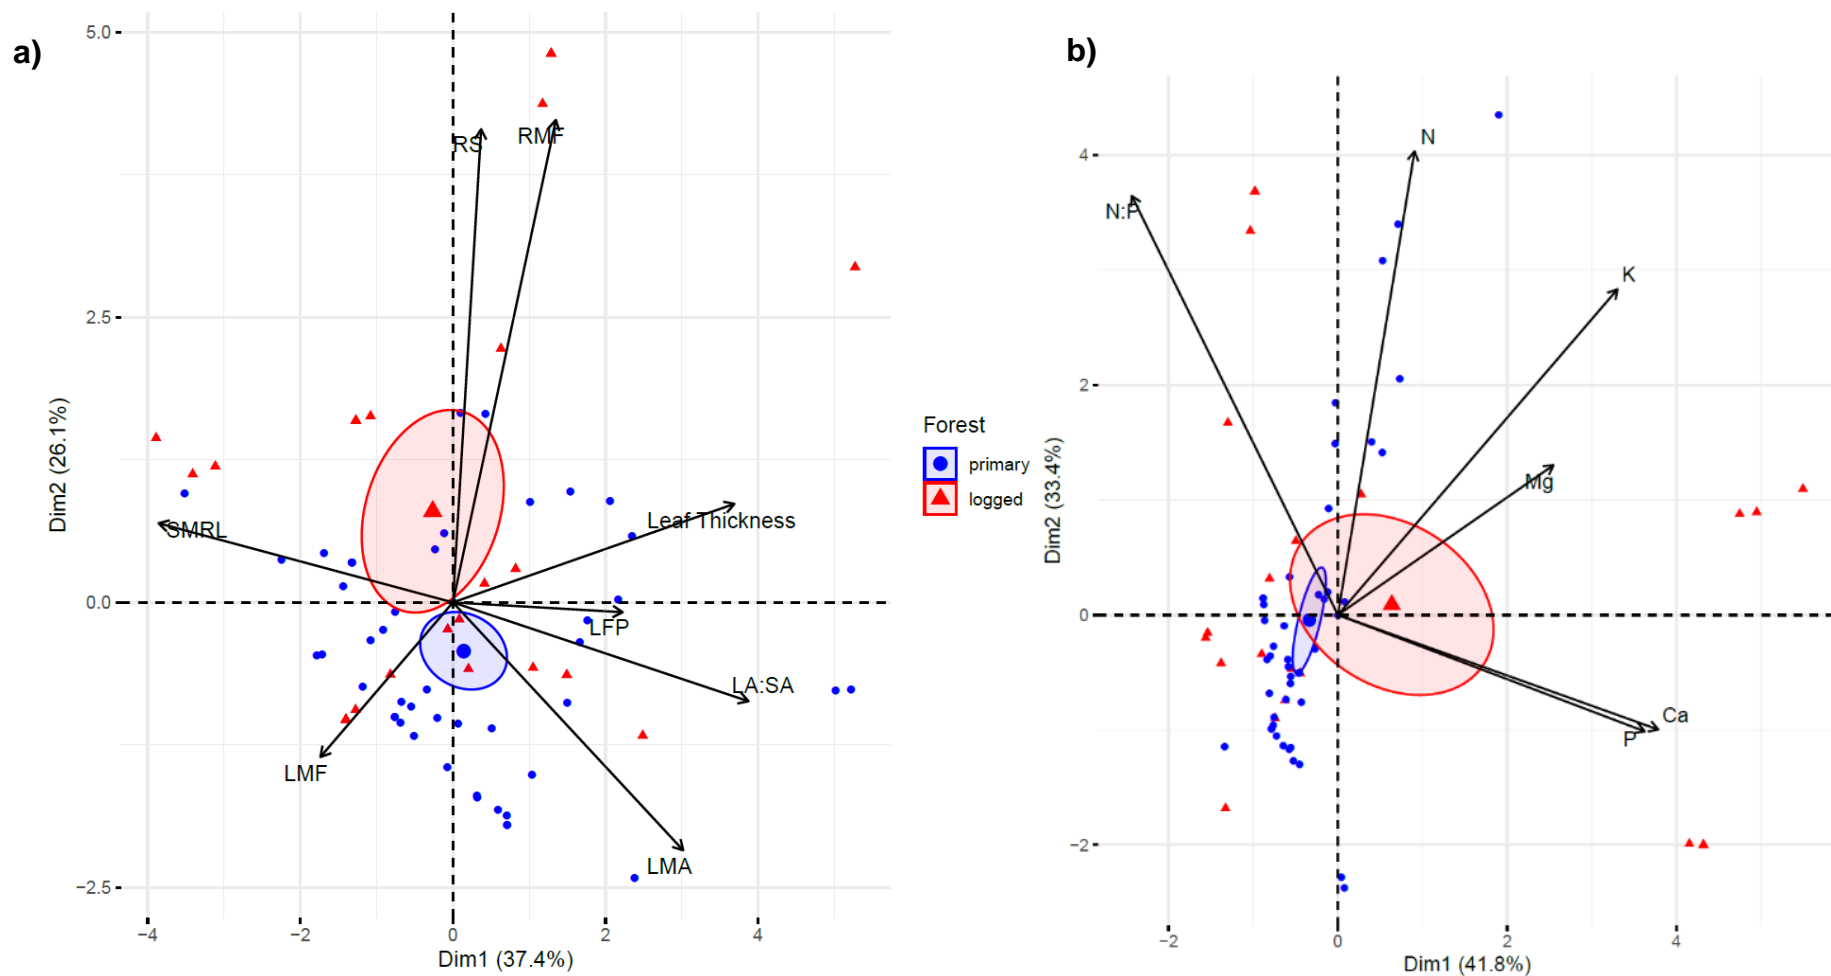 a)
5.0
2.5
0.0
−2.5
Dim2 (26.1%)
RS
RMF
SMRL
Leaf Thickness
LFP
LA:SA
LMF
LMA
−4
−2
0
2
4
Dim1 (37.4%)
Forest
primary
logged
b)
4
2
0
−2
Dim2 (33.4%)
N
N:P
K
Mg
Ca
P
−2
0
2
4
Dim1 (41.8%)